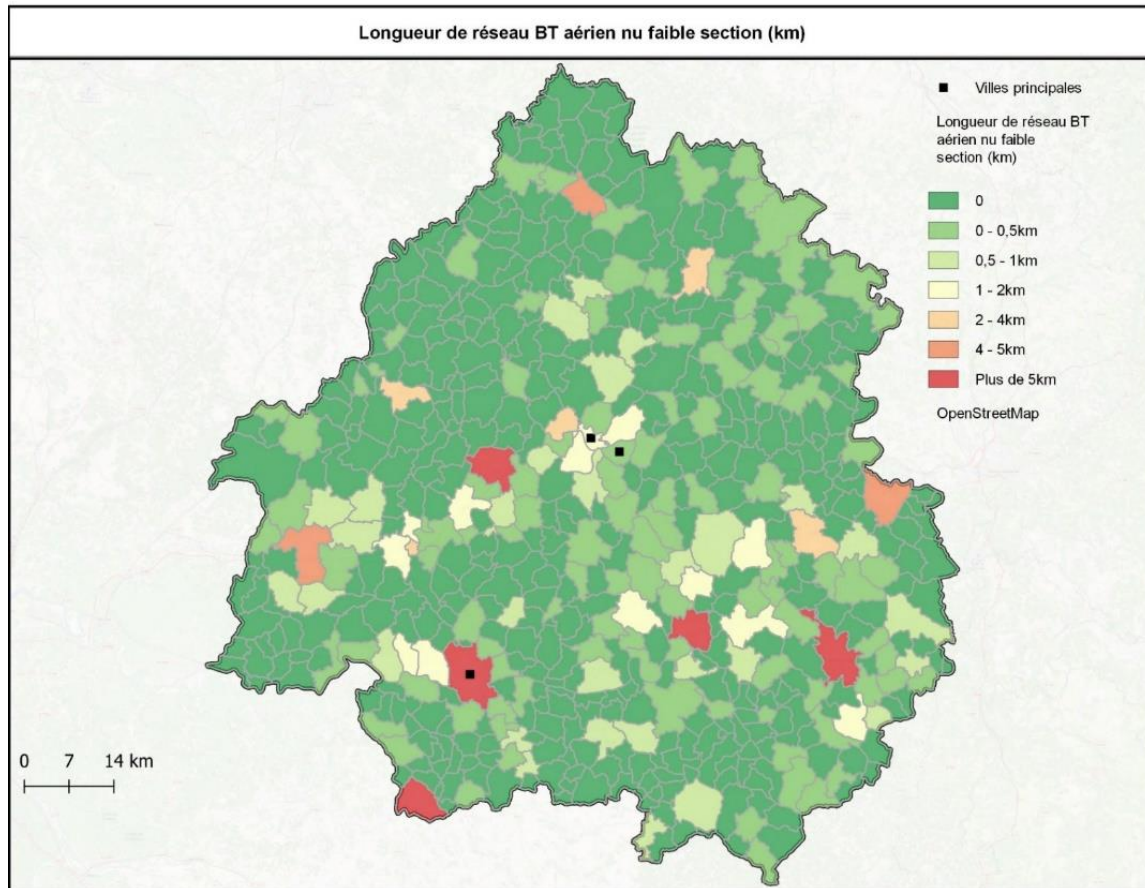 Longueur de réseau BT aérien nu faible section (km)
Villes principales
Longueur de réseau BT
aérien nu faible
section (km)
0
0 - 0,5km
0,5 - 1km
1 - 2km
2 - 4km
4 - 5km
Plus de 5km
OpenStreetMap
0 7 14 km